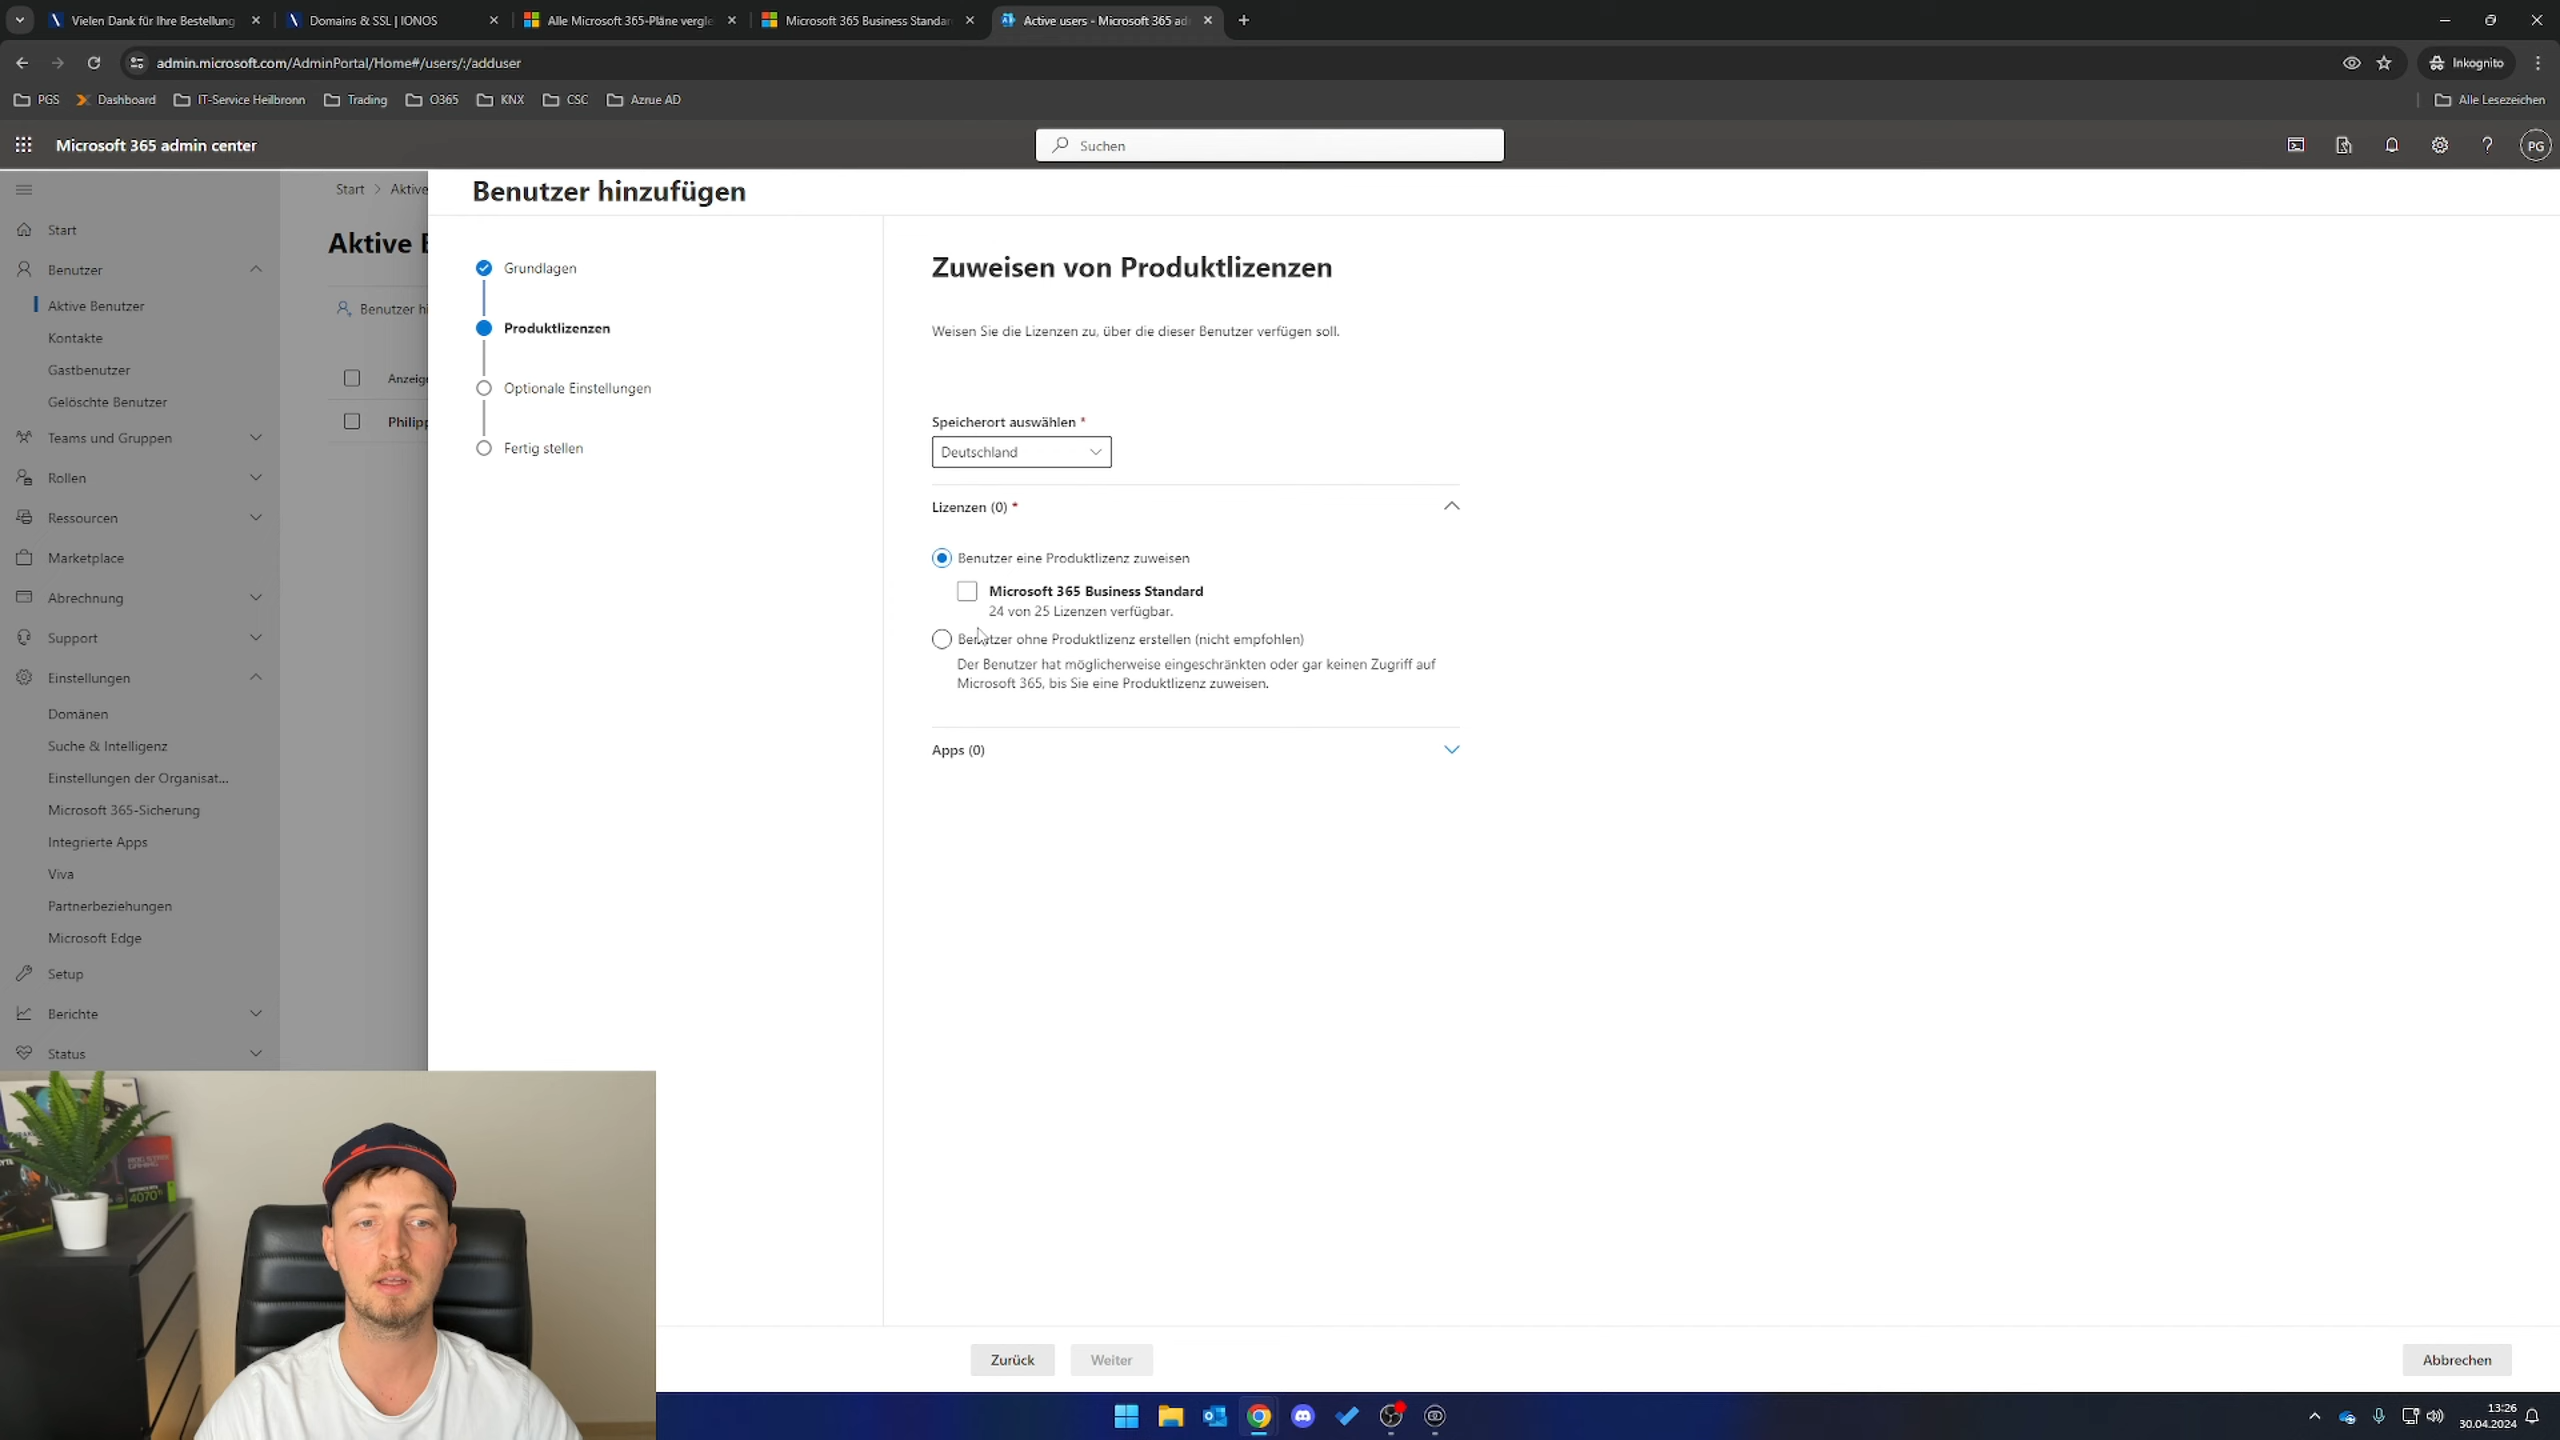 Vielen Dank für Ihre Bestellung
Domains & SSL | IONOS
Alle Microsoft 365-Pläne vergle
Microsoft 365 Business Standar
Active users - Microsoft 365 ad
admin.microsoft.com/AdminPortal/Home#/users/:/adduser
Inkognito
PGS
Dashboard
IT-Service Heilbronn
Trading
O365
KNX
CSC
Azrue AD
Alle Lesezeichen
Microsoft 365 admin center
Suchen
PG
Start
Benutzer
Aktive Benutzer
Kontakte
Gastbenutzer
Gelöschte Benutzer
Teams und Gruppen
Rollen
Ressourcen
Marketplace
Abrechnung
Support
Einstellungen
Domänen
Suche & Intelligenz
Einstellungen der Organisat...
Microsoft 365-Sicherung
Integrierte Apps
Viva
Partnerbeziehungen
Microsoft Edge
Setup
Berichte
Status
Start > Aktive
Aktive
Benutzer hi
Anzeig
Philipp
Benutzer hinzufügen
Grundlagen
Produktlizenzen
Optionale Einstellungen
Fertig stellen
Zuweisen von Produktlizenzen
Weisen Sie die Lizenzen zu, über die dieser Benutzer verfügen soll.
Speicherort auswählen *
Deutschland
Lizenzen (0) *
Benutzer eine Produktlizenz zuweisen
Microsoft 365 Business Standard
24 von 25 Lizenzen verfügbar.
Benutzer ohne Produktlizenz erstellen (nicht empfohlen)
Der Benutzer hat möglicherweise eingeschränkten oder gar keinen Zugriff auf
Microsoft 365, bis Sie eine Produktlizenz zuweisen.
Apps (0)
Zurück
Weiter
Abbrechen
4070 Ti
13:26
30.04.2024